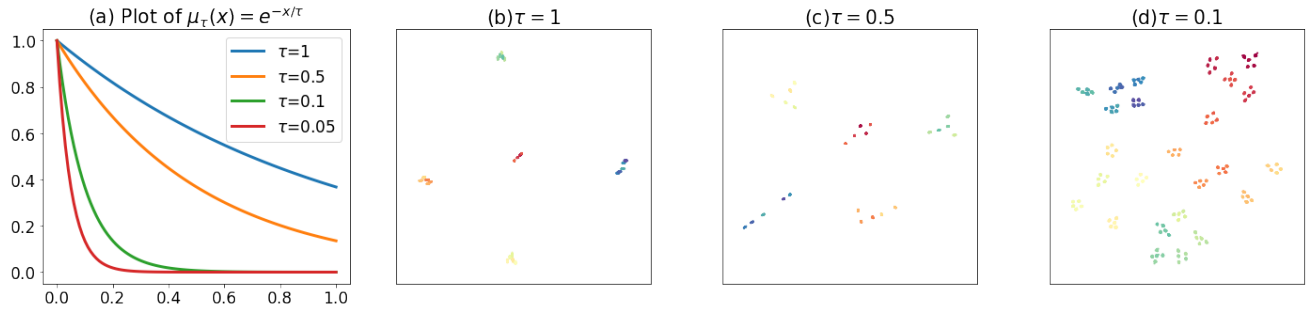 (a) Plot of μ_τ(x) = e^{-x/τ}
(b)τ = 1
(c)τ = 0.5
(d)τ = 0.1
1.0
0.8
0.6
0.4
0.2
0.0
τ=1
τ=0.5
τ=0.1
τ=0.05
0.0 0.2 0.4 0.6 0.8 1.0